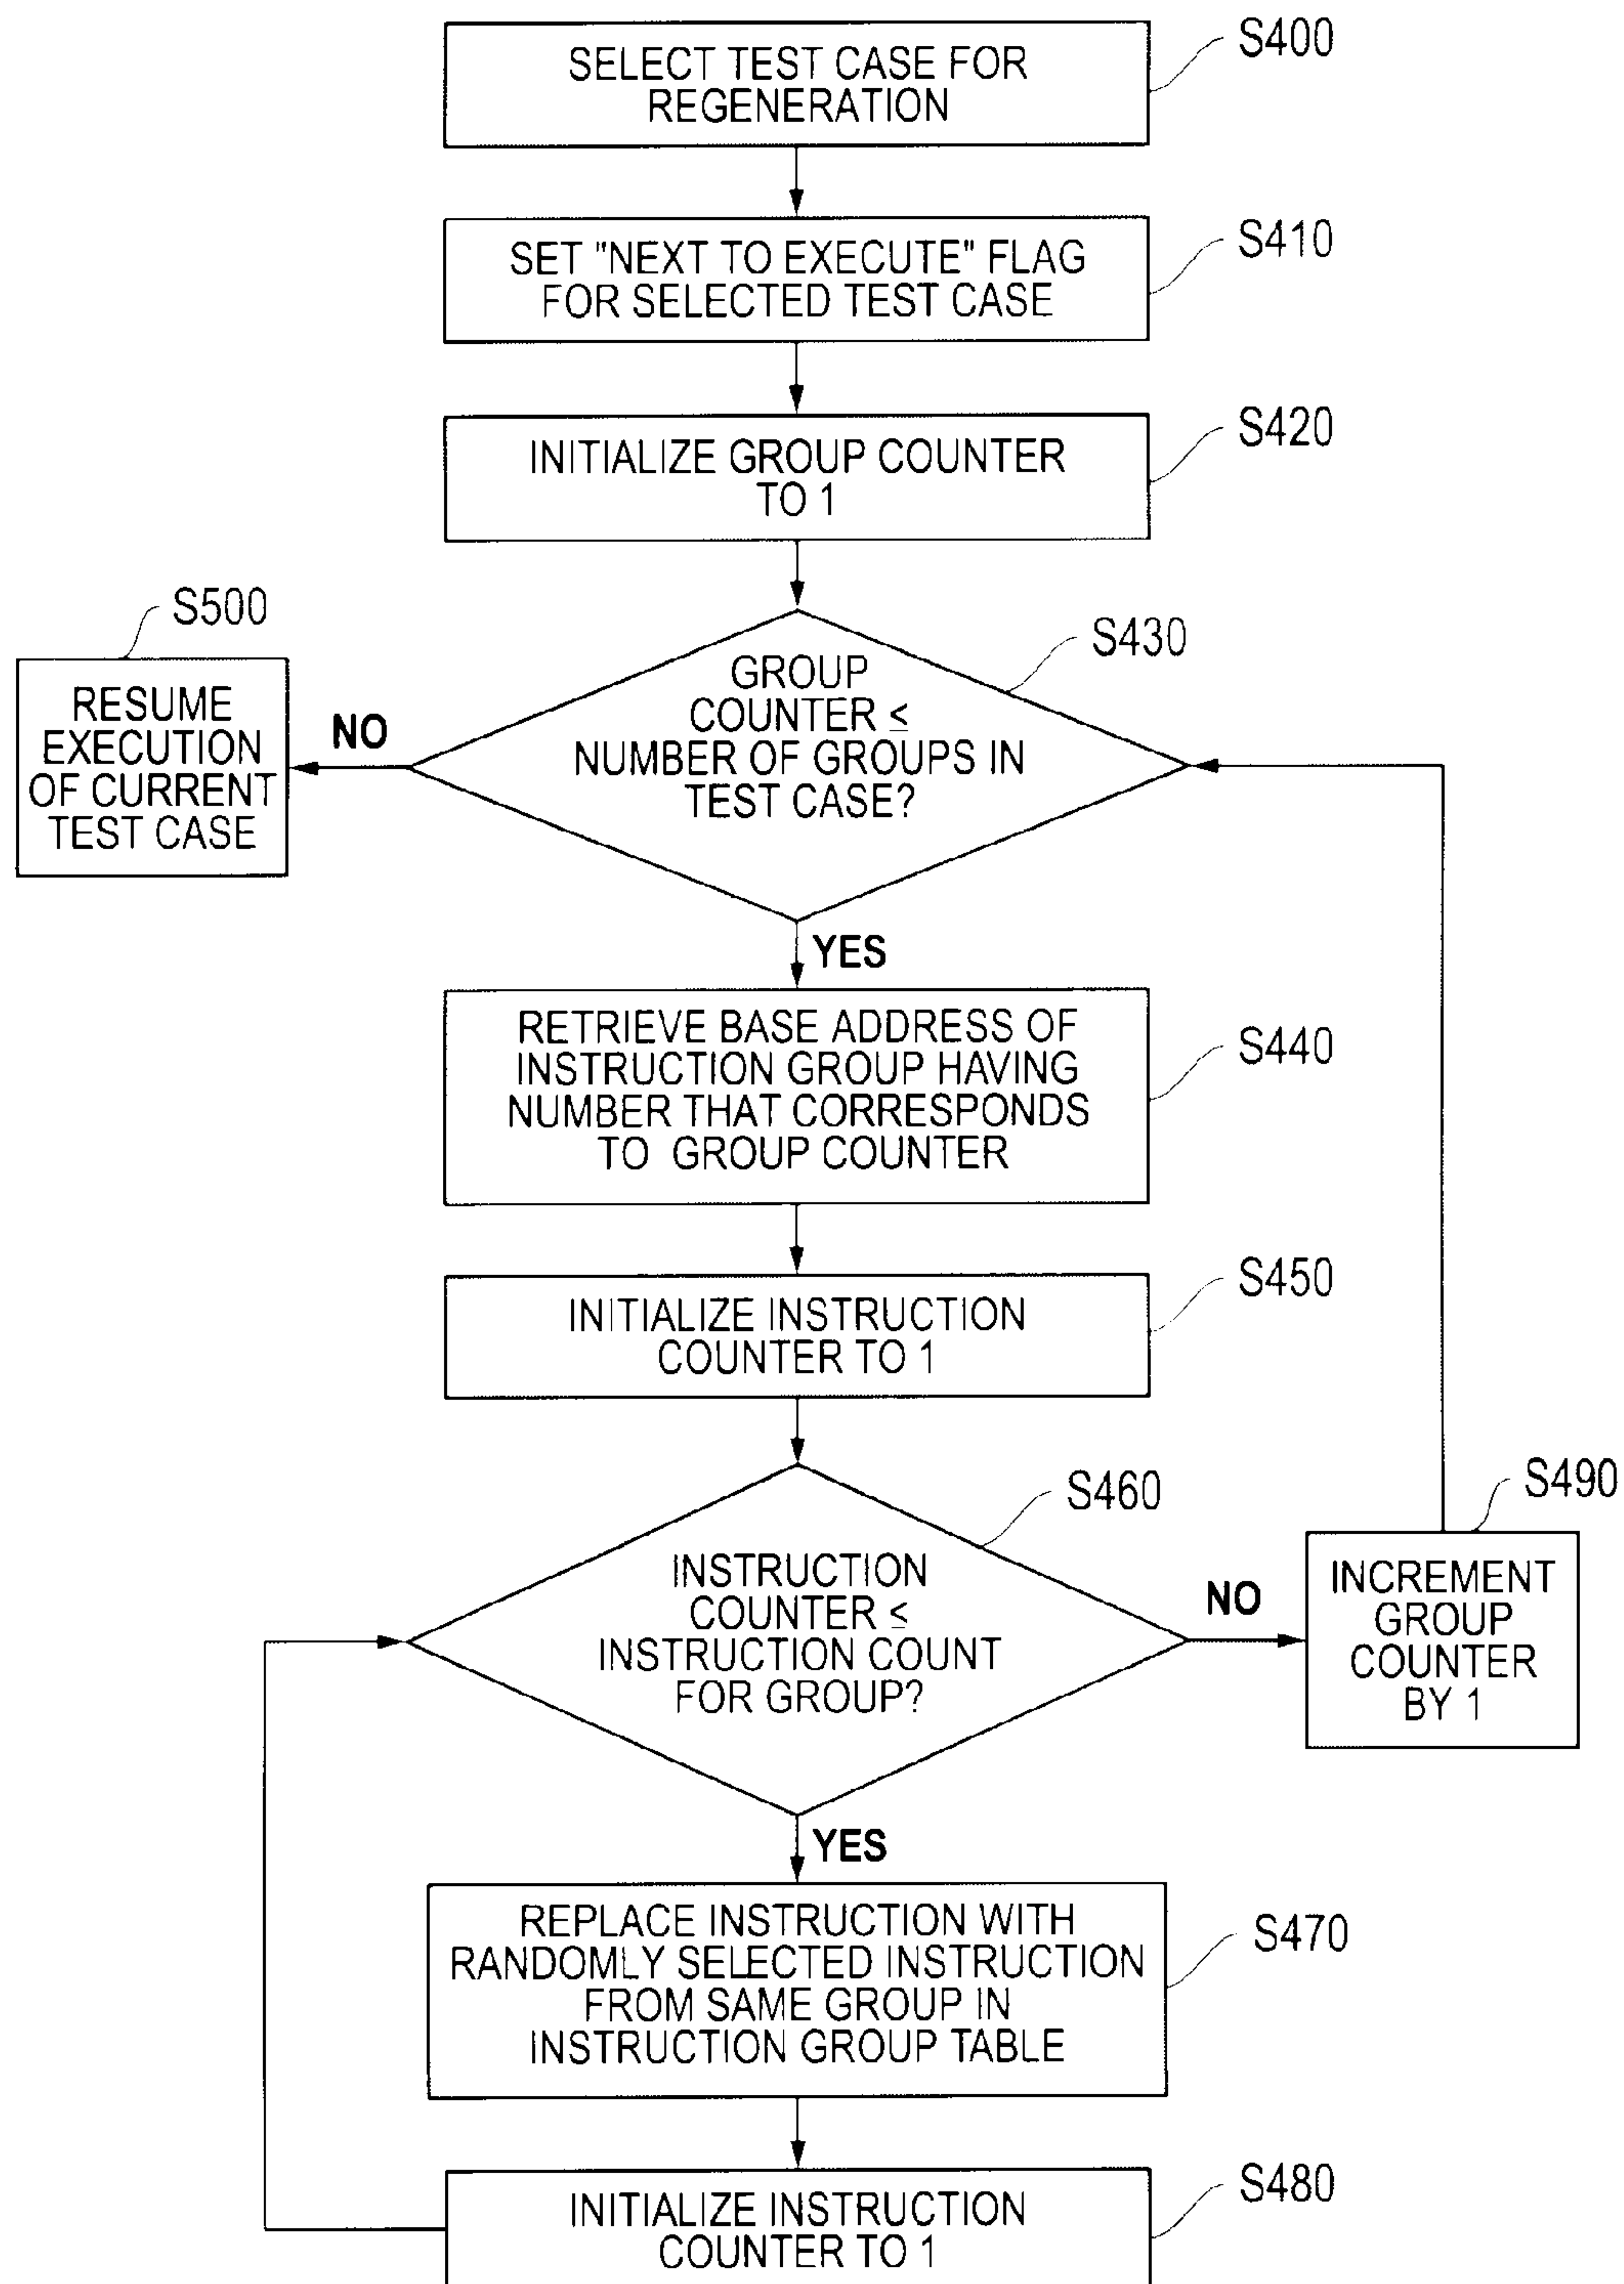 S400
SELECT TEST CASE FOR
REGENERATION
S410
SET "NEXT TO EXECUTE" FLAG
FOR SELECTED TEST CASE
S420
INITIALIZE GROUP COUNTER
TO 1
S500
RESUME
EXECUTION
OF CURRENT
TEST CASE
NO
S430
GROUP
COUNTER ≤
NUMBER OF GROUPS IN
TEST CASE?
YES
S440
RETRIEVE BASE ADDRESS OF
INSTRUCTION GROUP HAVING
NUMBER THAT CORRESPONDS
TO GROUP COUNTER
S450
INITIALIZE INSTRUCTION
COUNTER TO 1
S460
INSTRUCTION
COUNTER ≤
INSTRUCTION COUNT
FOR GROUP?
NO
S490
INCREMENT
GROUP
COUNTER
BY 1
YES
S470
REPLACE INSTRUCTION WITH
RANDOMLY SELECTED INSTRUCTION
FROM SAME GROUP IN
INSTRUCTION GROUP TABLE
S480
INITIALIZE INSTRUCTION
COUNTER TO 1